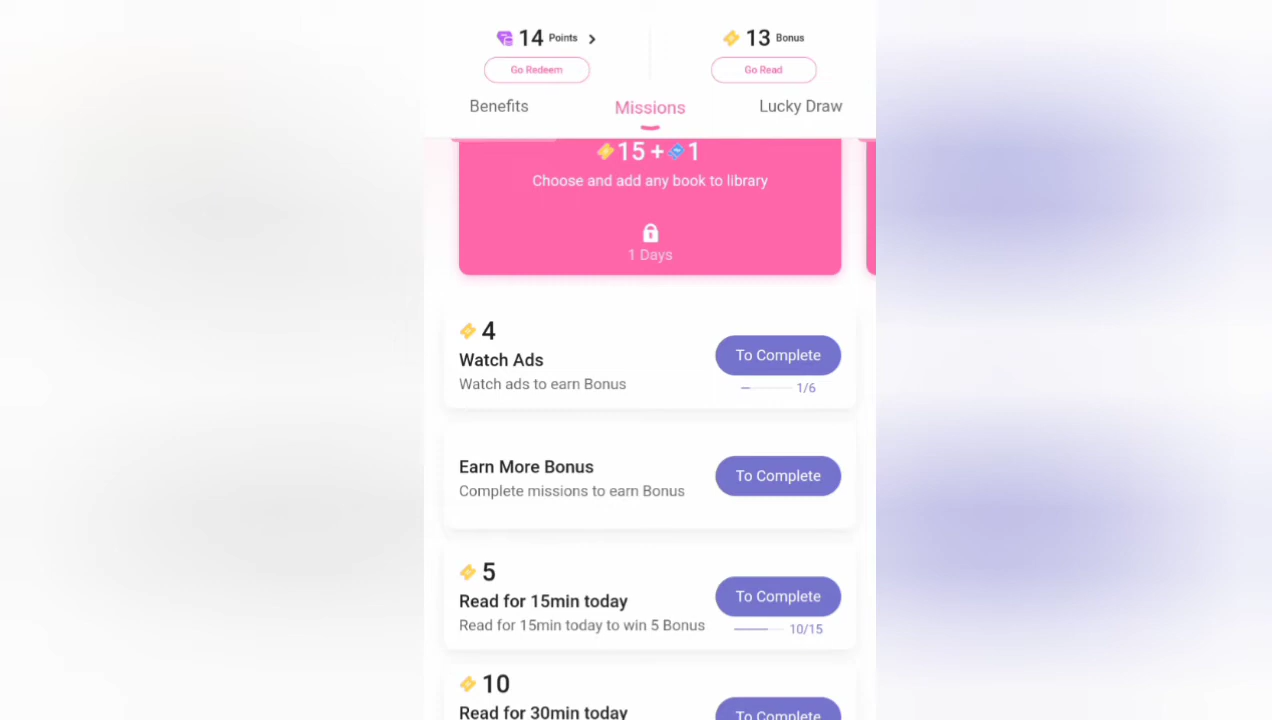 14 Points
13 Bonus
Go Redeem
Go Read
Benefits
Missions
Lucky Draw
15 + 1
Choose and add any book to library
1 Days
4
Watch Ads
Watch ads to earn Bonus
To Complete
1/6
Earn More Bonus
Complete missions to earn Bonus
To Complete
5
Read for 15min today
Read for 15min today to win 5 Bonus
To Complete
10/15
10
Read for 30min today
To Complete